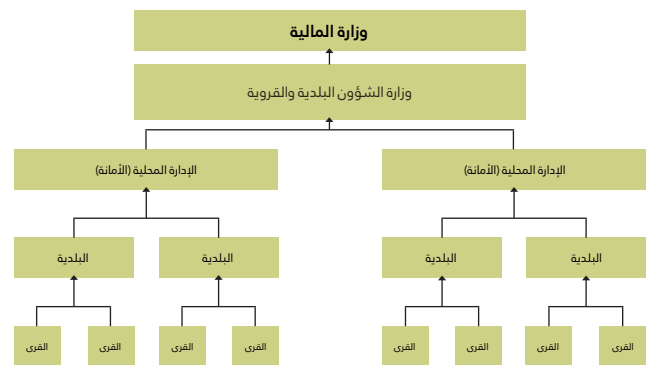 وزارة المالية
وزارة الشؤون البلدية والقروية
الإدارة المحلية (الأمانة)
الإدارة المحلية (الأمانة)
البلدية
البلدية
البلدية
البلدية
القرى
القرى
القرى
القرى
القرى
القرى
القرى
القرى